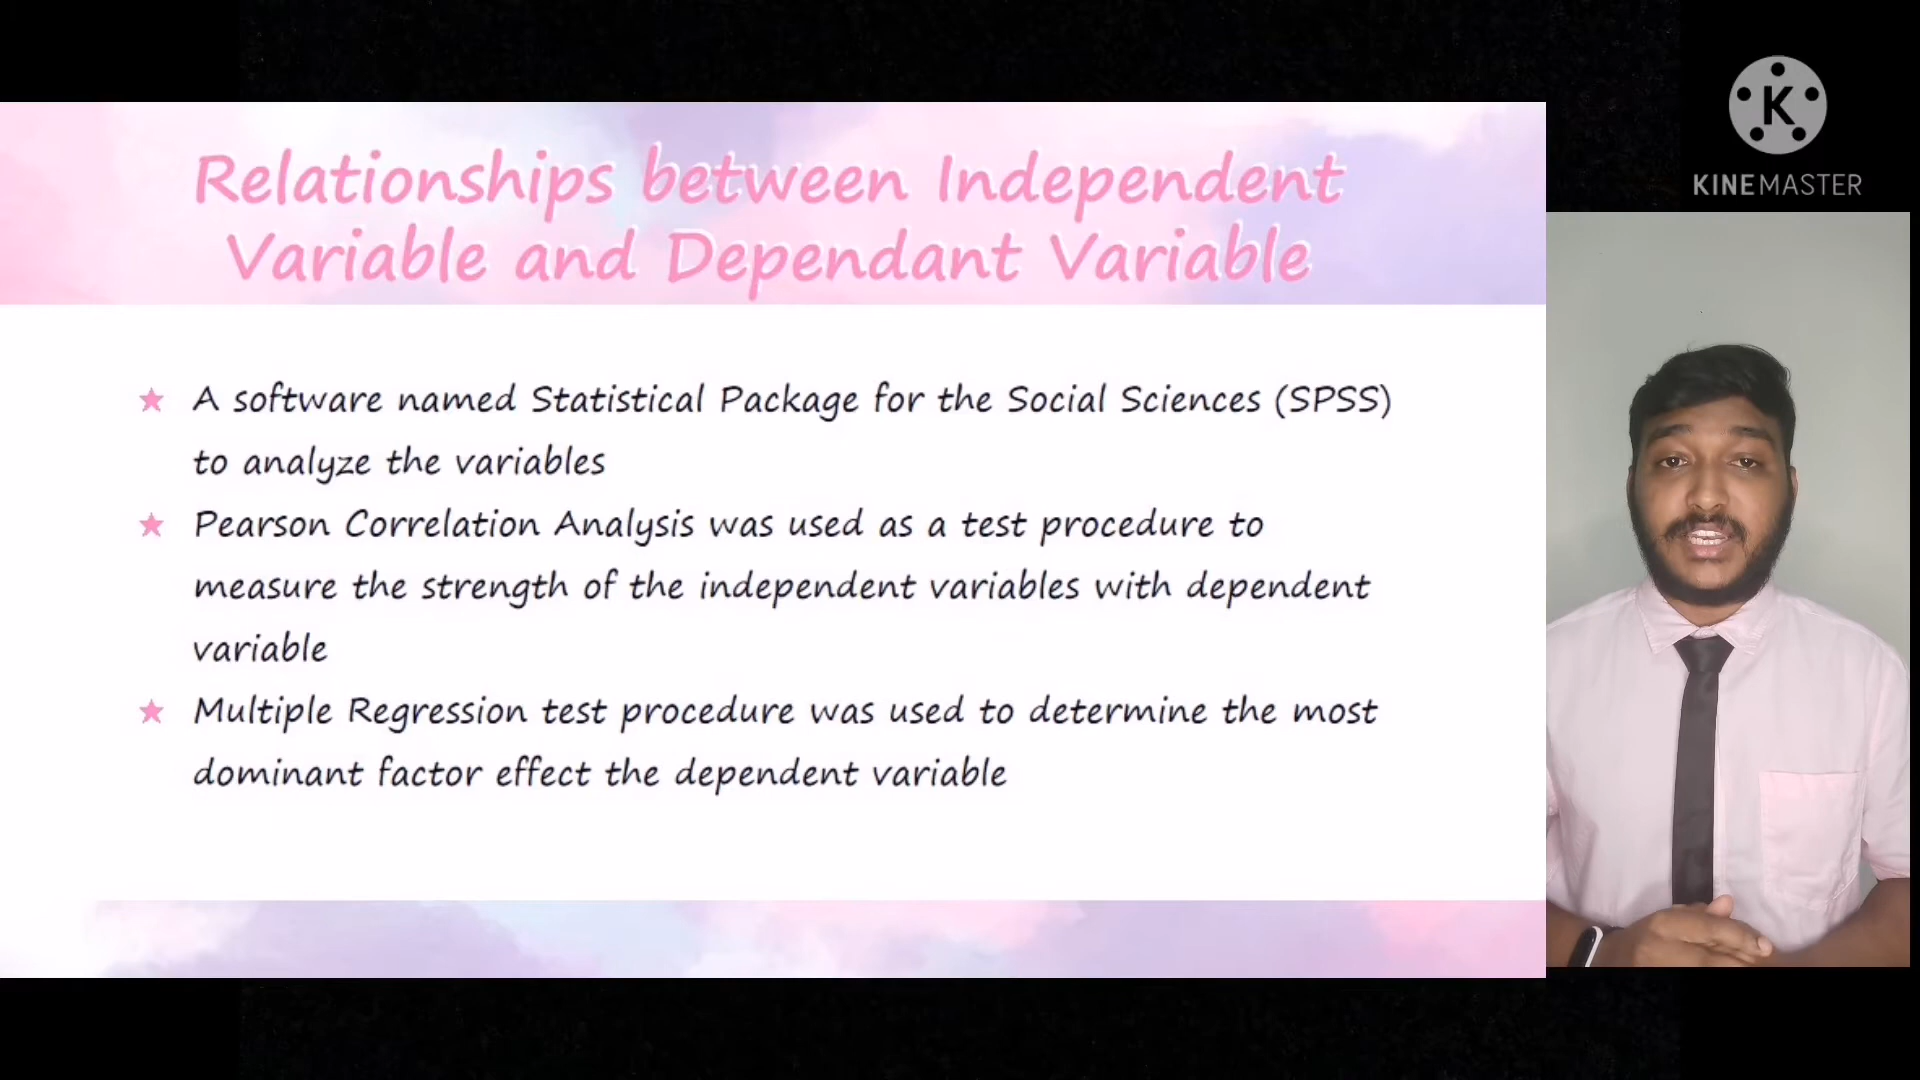 Relationships between Independent
Variable and Dependant Variable
A software named Statistical Package for the Social Sciences (SPSS)
to analyze the variables
Pearson Correlation Analysis was used as a test procedure to
measure the strength of the independent variables with dependent
variable
Multiple Regression test procedure was used to determine the most
dominant factor effect the dependent variable
K
KINEMASTER